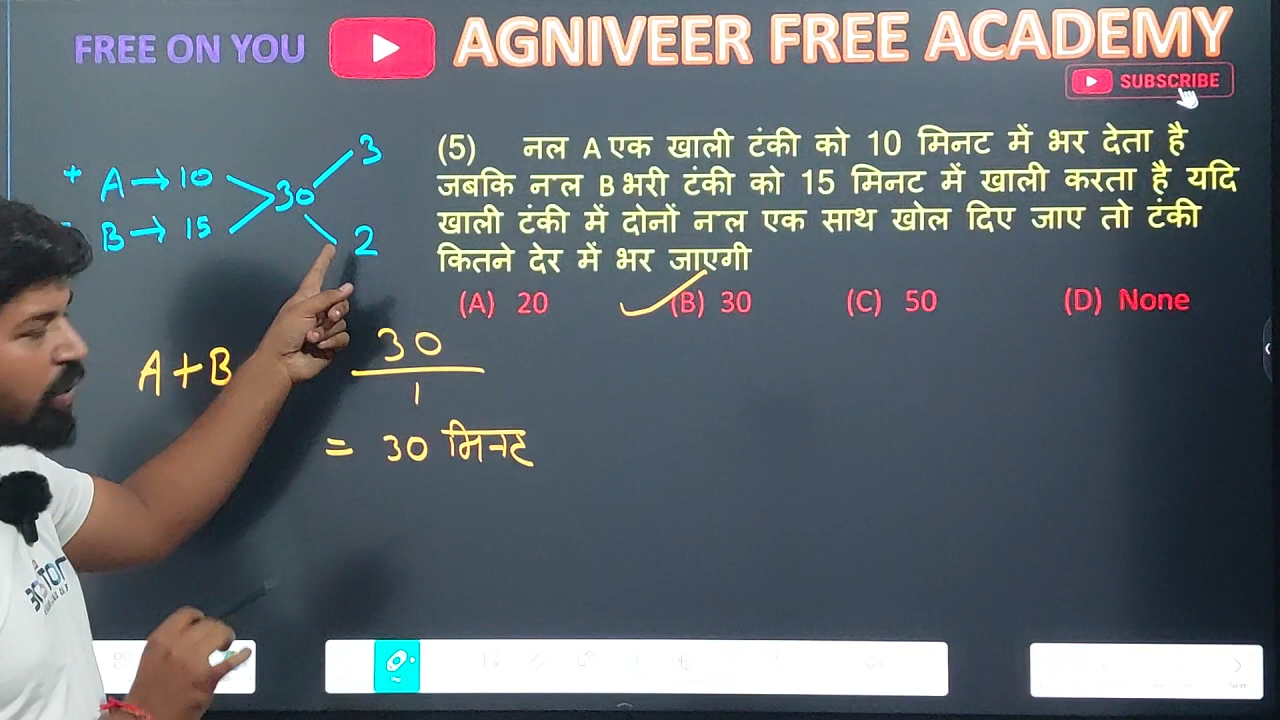 FREE ON YOU
AGNIVEER FREE ACADEMY
SUBSCRIBE
(5) नल A एक खाली टंकी को 10 मिनट में भर देता है
जबकि नल B भरी टंकी को 15 मिनट में खाली करता है यदि
खाली टंकी में दोनों नल एक साथ खोल दिए जाए तो टंकी
कितने देर में भर जाएगी
(A) 20 (B) 30 (C) 50 (D) None
+ A → 10
B → 15
30
3
2
A+B
30
1
= 30 मिनट